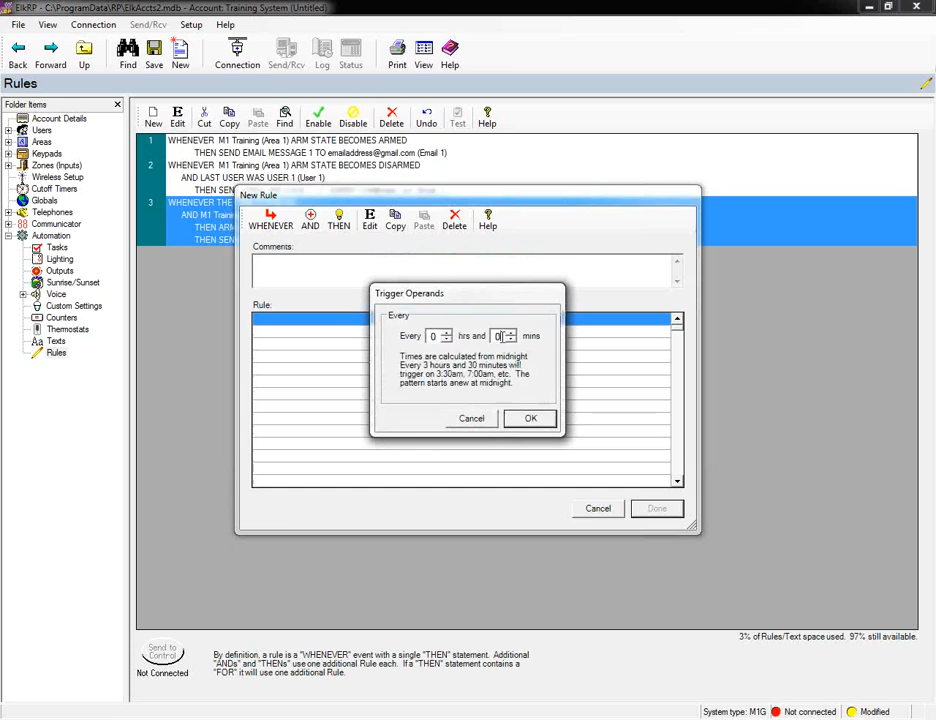 ElkRP - C:\ProgramData\RP\ElkAccts2.mdb - Account: Training System (Untitled)
File View Connection Send/Rcv Setup Help
Back Forward Up Find Save New Connection Send/Rcv Log Status Print View Help
Rules
Folder Items
Account Details
Users
Areas
Keypads
Zones (Inputs)
Wireless Setup
Cutoff Timers
Globals
Telephones
Communicator
Automation
Tasks
Lighting
Outputs
Sunrise/Sunset
Voice
Custom Settings
Counters
Thermostats
Texts
Rules
New Edit Cut Copy Paste Find Enable Disable Delete Undo Test Help
1 WHENEVER M1 Training (Area 1) ARM STATE BECOMES ARMED
THEN SEND EMAIL MESSAGE 1 TO emailaddress@gmail.com (Email 1)
2 WHENEVER M1 Training (Area 1) ARM STATE BECOMES DISARMED
AND LAST USER WAS USER 1 (User 1)
THEN SEN
3 WHENEVER THE
AND M1 Traini
THEN ARM
THEN SEN
New Rule
WHENEVER AND THEN Edit Copy Paste Delete Help
Comments:
Rule:
Trigger Operands
Every
Every 0 hrs and 0 mins
Times are calculated from midnight
Every 3 hours and 30 minutes will
trigger on 3:30am, 7:00am, etc. The
pattern starts anew at midnight.
Cancel OK
Cancel Done
3% of Rules/Text space used. 97% still available.
Send to
Control
Not Connected
By definition, a rule is a "WHENEVER" event with a single "THEN" statement. Additional
"ANDs" and "THENs" use one additional Rule each. If a "THEN" statement contains a
"FOR" it will use one additional Rule.
System type: M1G Not connected Modified